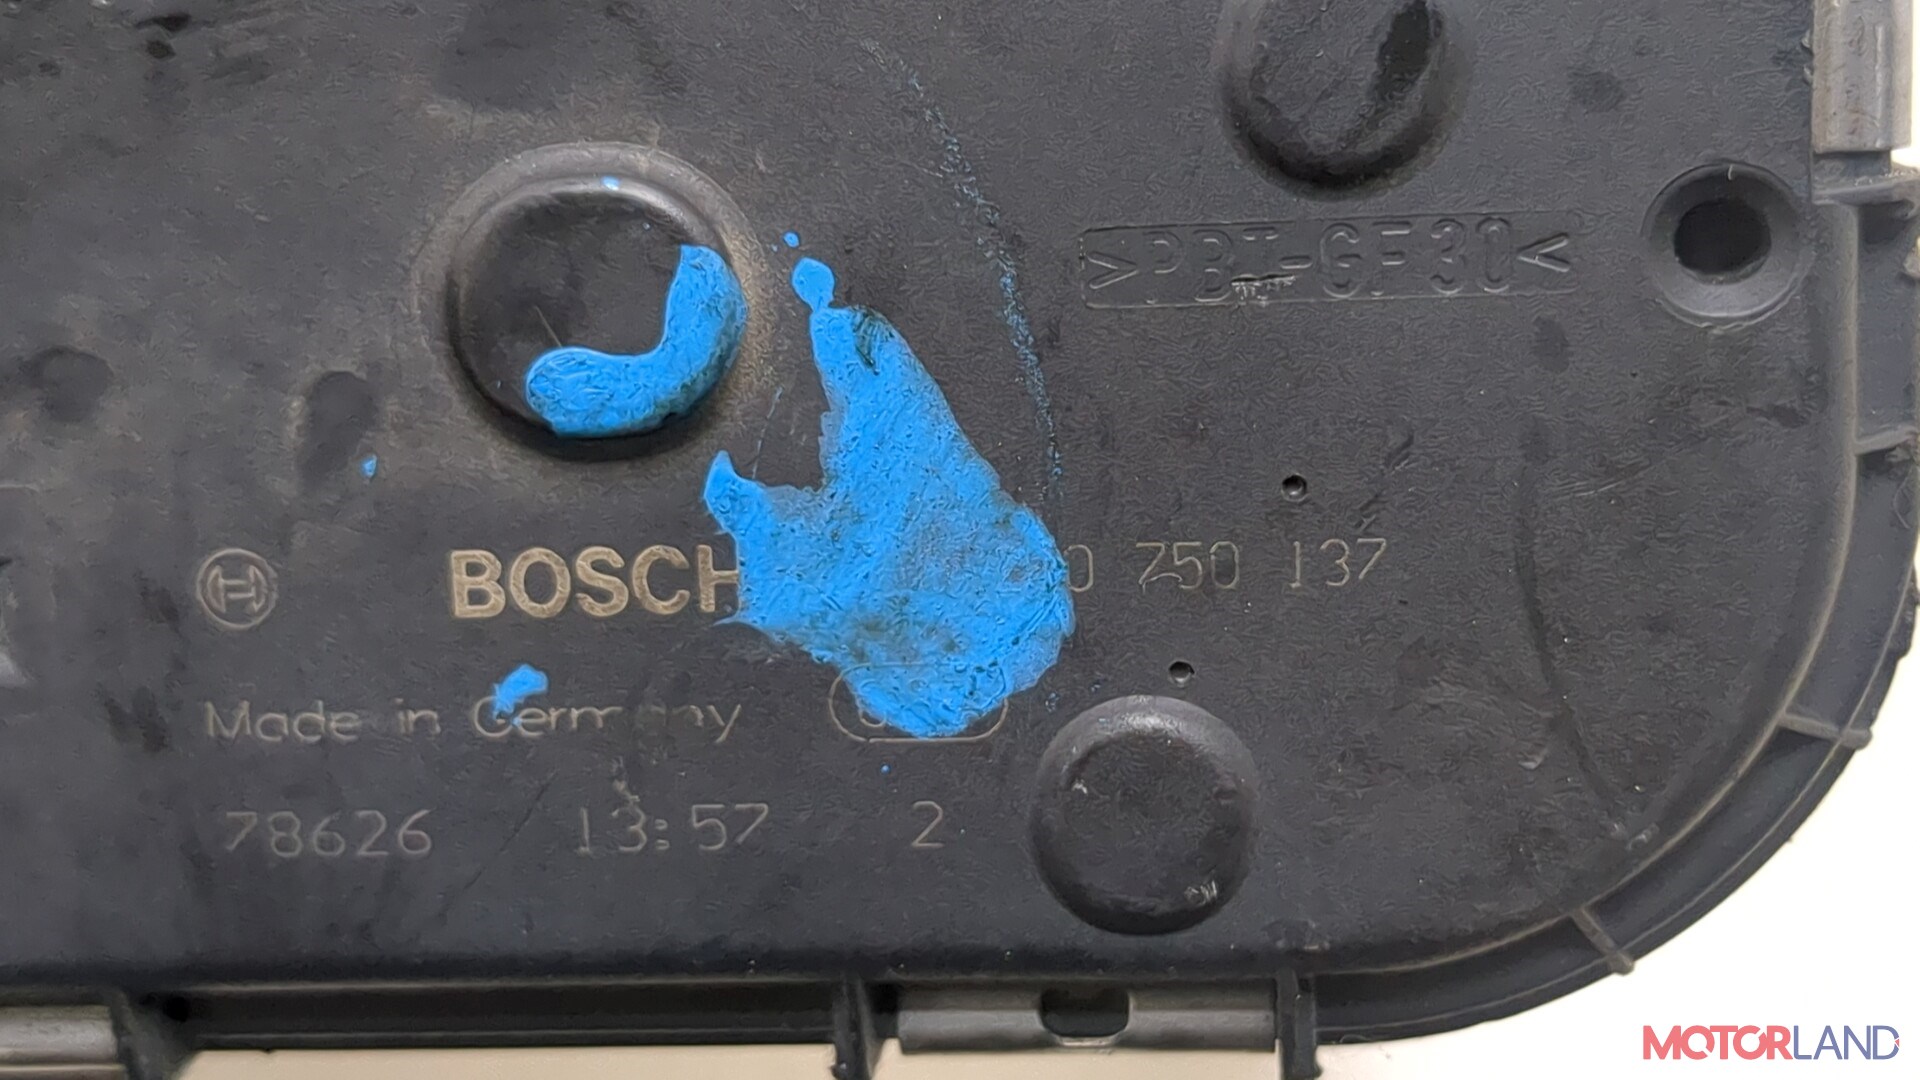 >PBT-GF30<
BOSCH 0 750 137
Made in Germany
78626 13:57 2
MOTORLAND